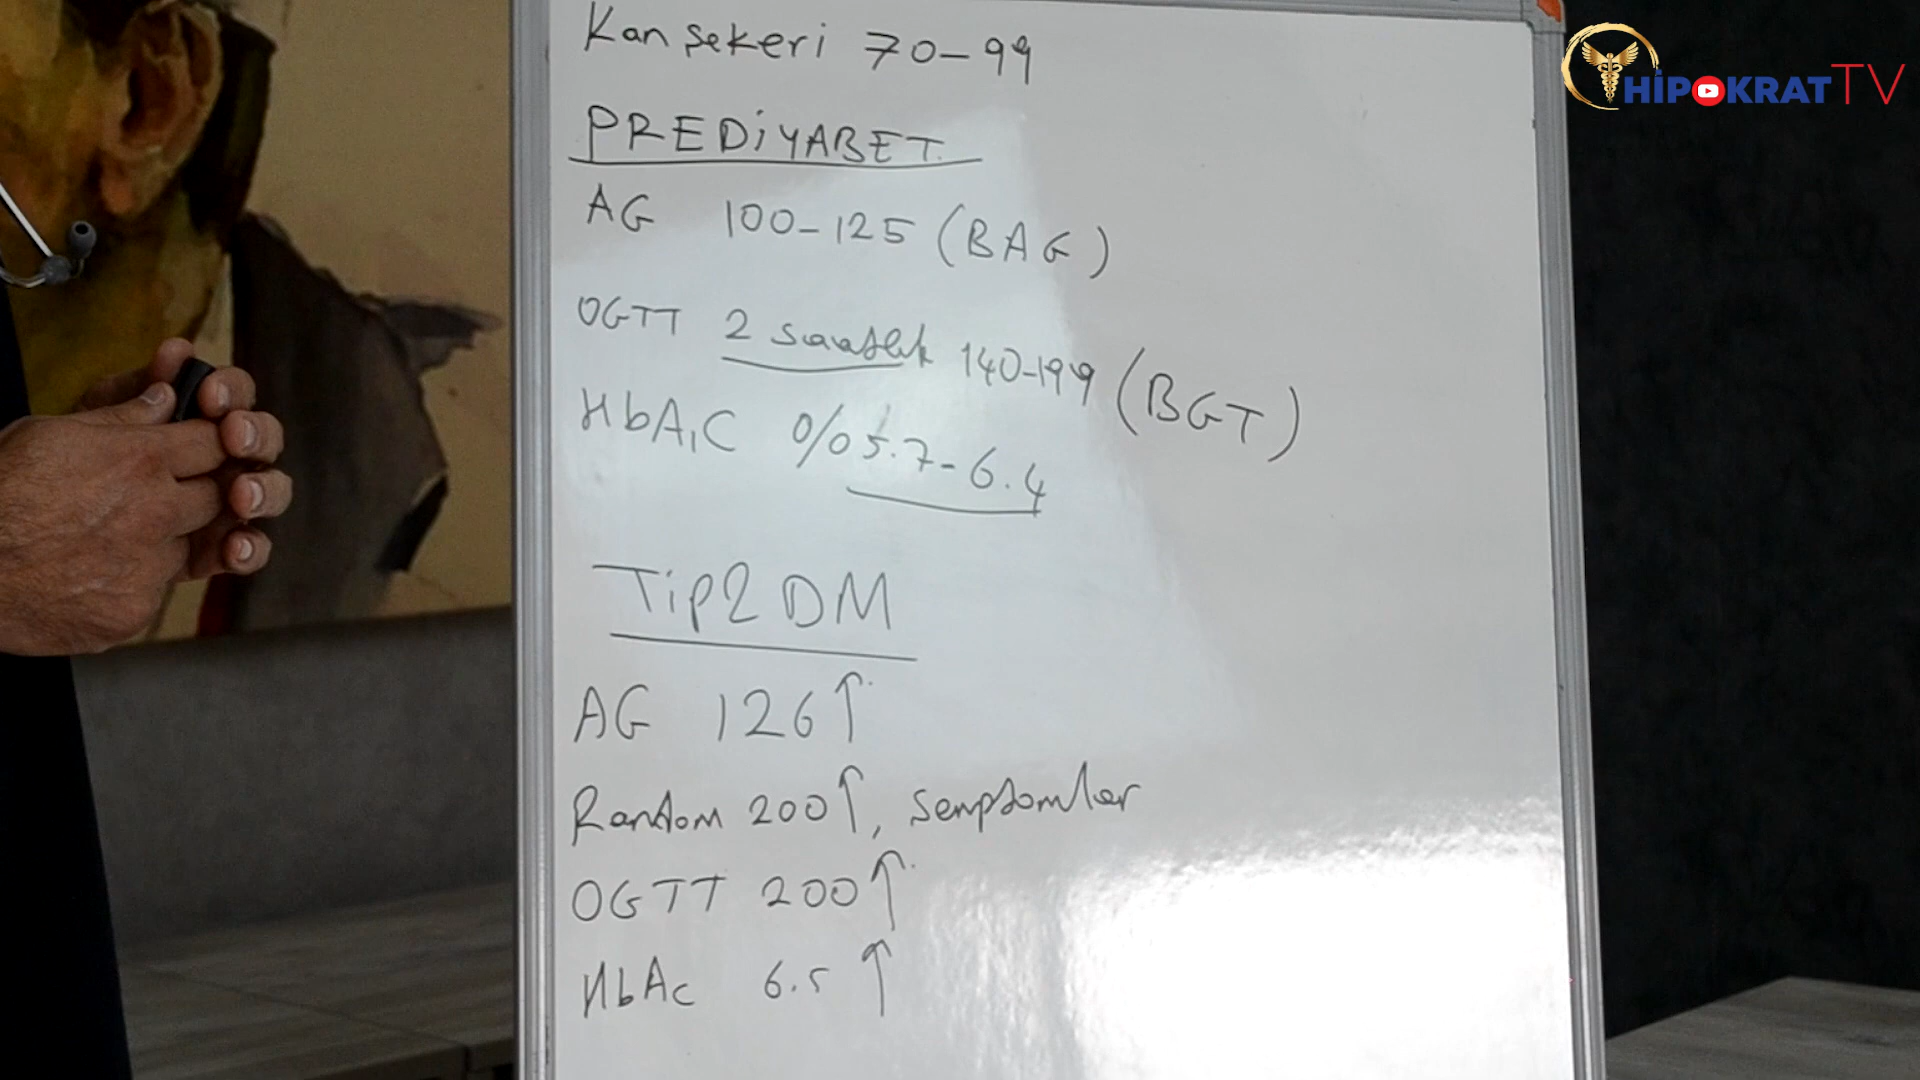 Kan şekeri 70-99
HİPOKRAT TV
PREDİYABET
AG 100-125 (BAG)
OGTT 2 saatlik 140-199 (BGT)
HbA1C %5.7-6.4
Tip2 DM
AG 126↑
Random 200↑, semptomlar
OGTT 200↑
HbAc 6.5↑